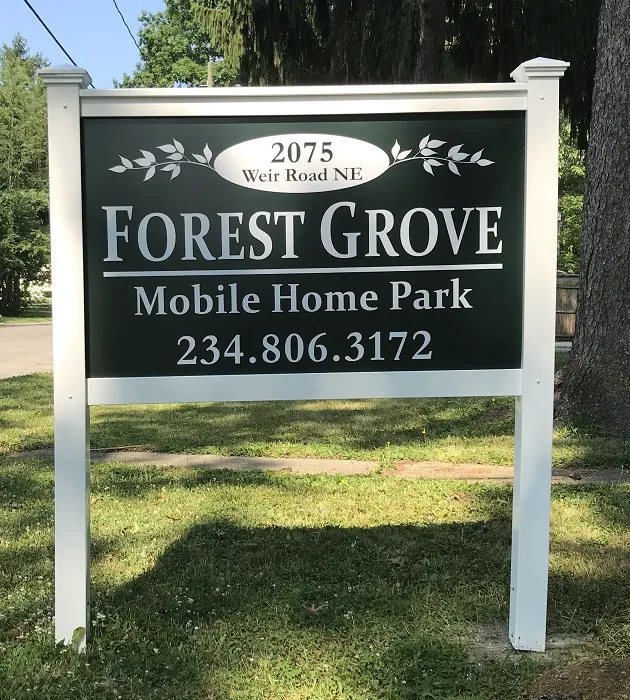 2075
Weir Road NE
FOREST GROVE
Mobile Home Park
234.806.3172